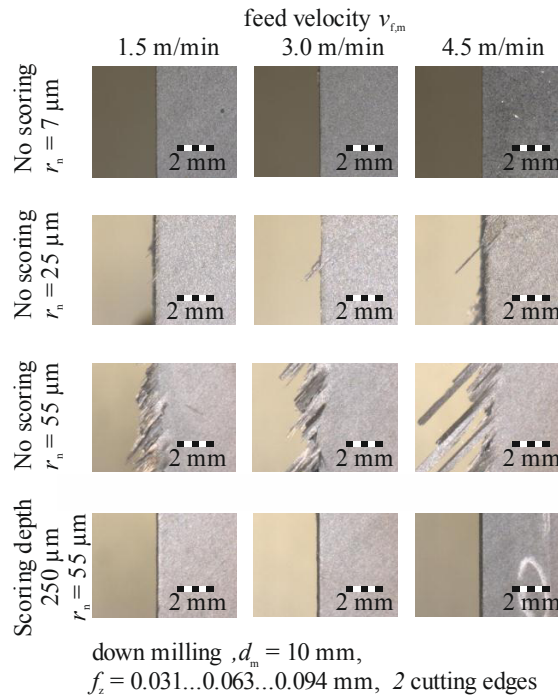 feed velocity v_f,m
1.5 m/min 3.0 m/min 4.5 m/min
No scoring
r_n = 7 µm
2 mm 2 mm 2 mm
No scoring
r_n = 25 µm
2 mm 2 mm 2 mm
No scoring
r_n = 55 µm
2 mm 2 mm 2 mm
Scoring depth
250 µm
r_n = 55 µm
2 mm 2 mm 2 mm
down milling , d_m = 10 mm,
f_z = 0.031...0.063...0.094 mm, 2 cutting edges